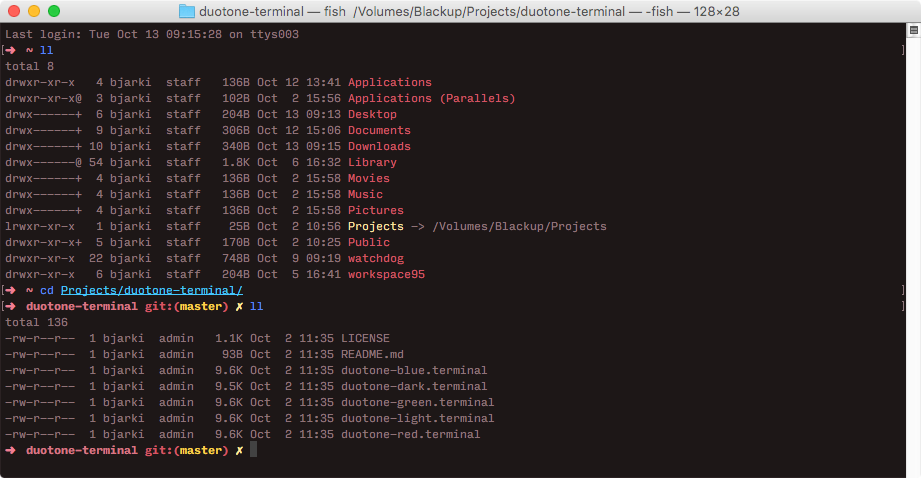 duotone-terminal — fish  /Volumes/Blackup/Projects/duotone-terminal — -fish — 128×28
Last login: Tue Oct 13 09:15:28 on ttys003
[➜  ~ ll ]
total 8
drwxr-xr-x   4 bjarki  staff   136B Oct 12 13:41 Applications
drwxr-xr-x@  3 bjarki  staff   102B Oct  2 15:56 Applications (Parallels)
drwx------+  6 bjarki  staff   204B Oct 13 09:13 Desktop
drwx------+  9 bjarki  staff   306B Oct 12 15:06 Documents
drwx------+ 10 bjarki  staff   340B Oct 13 09:15 Downloads
drwx------@ 54 bjarki  staff   1.8K Oct  6 16:32 Library
drwx------+  4 bjarki  staff   136B Oct  2 15:58 Movies
drwx------+  4 bjarki  staff   136B Oct  2 15:58 Music
drwx------+  4 bjarki  staff   136B Oct  2 15:58 Pictures
lrwxr-xr-x   1 bjarki  staff    25B Oct  2 10:56 Projects -> /Volumes/Blackup/Projects
drwxr-xr-x+  5 bjarki  staff   170B Oct  2 10:25 Public
drwxr-xr-x  22 bjarki  staff   748B Oct  9 09:19 watchdog
drwxr-xr-x   6 bjarki  staff   204B Oct  5 16:41 workspace95
[➜  ~ cd Projects/duotone-terminal/ ]
[➜  duotone-terminal git:(master) ✗ ll ]
total 136
-rw-r--r--  1 bjarki  admin   1.1K Oct  2 11:35 LICENSE
-rw-r--r--  1 bjarki  admin    93B Oct  2 11:35 README.md
-rw-r--r--  1 bjarki  admin   9.6K Oct  2 11:35 duotone-blue.terminal
-rw-r--r--  1 bjarki  admin   9.5K Oct  2 11:35 duotone-dark.terminal
-rw-r--r--  1 bjarki  admin   9.6K Oct  2 11:35 duotone-green.terminal
-rw-r--r--  1 bjarki  admin   9.6K Oct  2 11:35 duotone-light.terminal
-rw-r--r--  1 bjarki  admin   9.6K Oct  2 11:35 duotone-red.terminal
➜  duotone-terminal git:(master) ✗